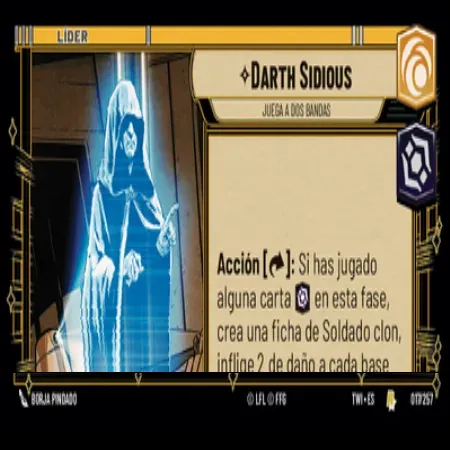 LÍDER
DARTH SIDIOUS
JUEGA A DOS BANDAS
Acción [ ]: Si has jugado
alguna carta en esta fase,
crea una ficha de Soldado clon,
inflige 2 de daño a cada base
BORJA PINDADO
© LFL © FFG
TWI • ES
017/257